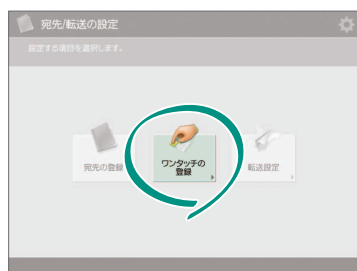 宛先/転送の設定
設定する項目を選択します。
宛先の登録
ワンタッチの
登録
転送設定